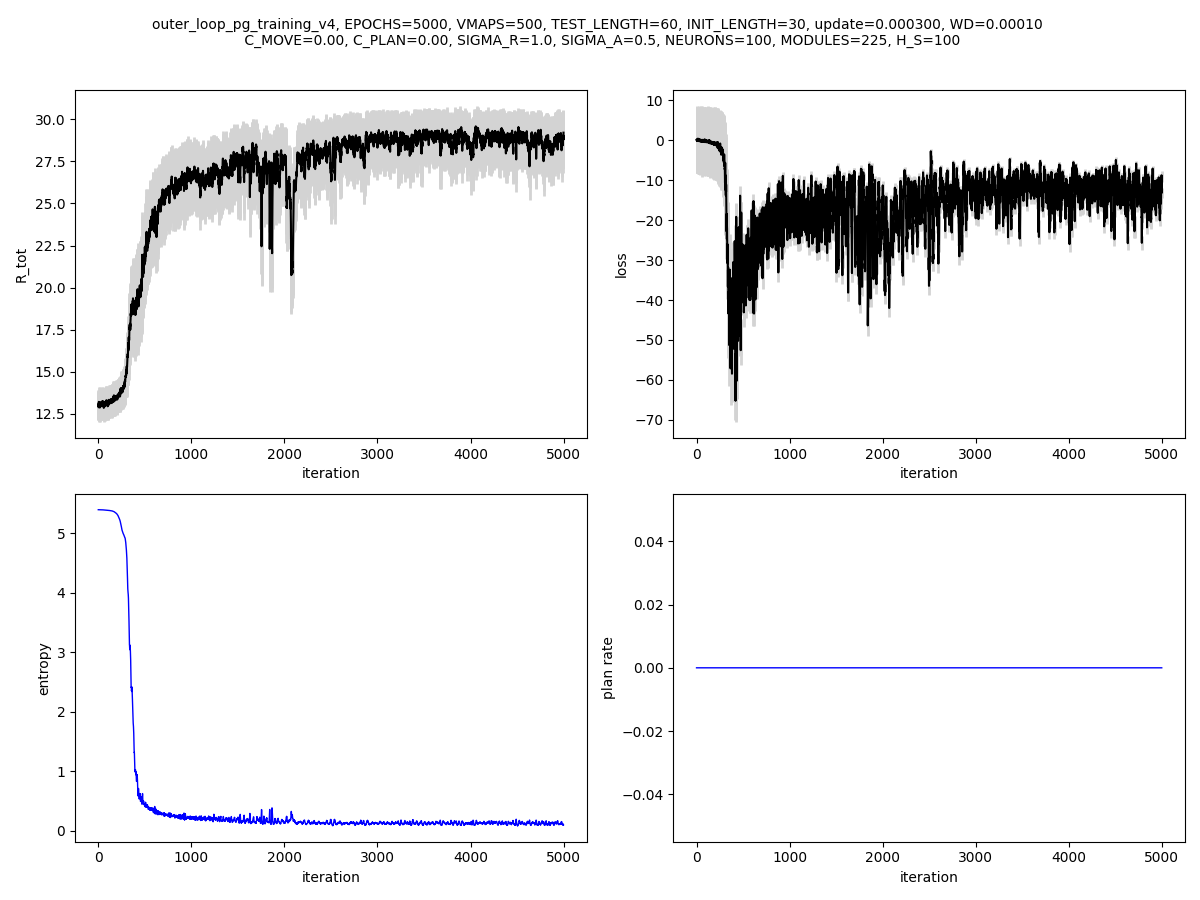 outer_loop_pg_training_v4, EPOCHS=5000, VMAPS=500, TEST_LENGTH=60, INIT_LENGTH=30, update=0.000300, WD=0.00010
C_MOVE=0.00, C_PLAN=0.00, SIGMA_R=1.0, SIGMA_A=0.5, NEURONS=100, MODULES=225, H_S=100
R_tot
30.0
27.5
25.0
22.5
20.0
17.5
15.0
12.5
0 1000 2000 3000 4000 5000
iteration
loss
10
0
−10
−20
−30
−40
−50
−60
−70
0 1000 2000 3000 4000 5000
iteration
entropy
5
4
3
2
1
0
0 1000 2000 3000 4000 5000
iteration
plan rate
0.04
0.02
0.00
−0.02
−0.04
0 1000 2000 3000 4000 5000
iteration